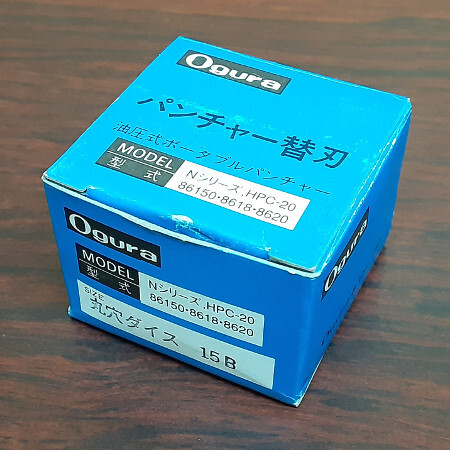 Ogura
パンチャー替刃
油圧式ポータブルパンチャー
MODEL
型式
Nシリーズ,HPC-20
86150・8618・8620
Ogura
MODEL
型式
Nシリーズ,HPC-20
86150・8618・8620
SIZE
丸穴ダイス 15B
Ogura